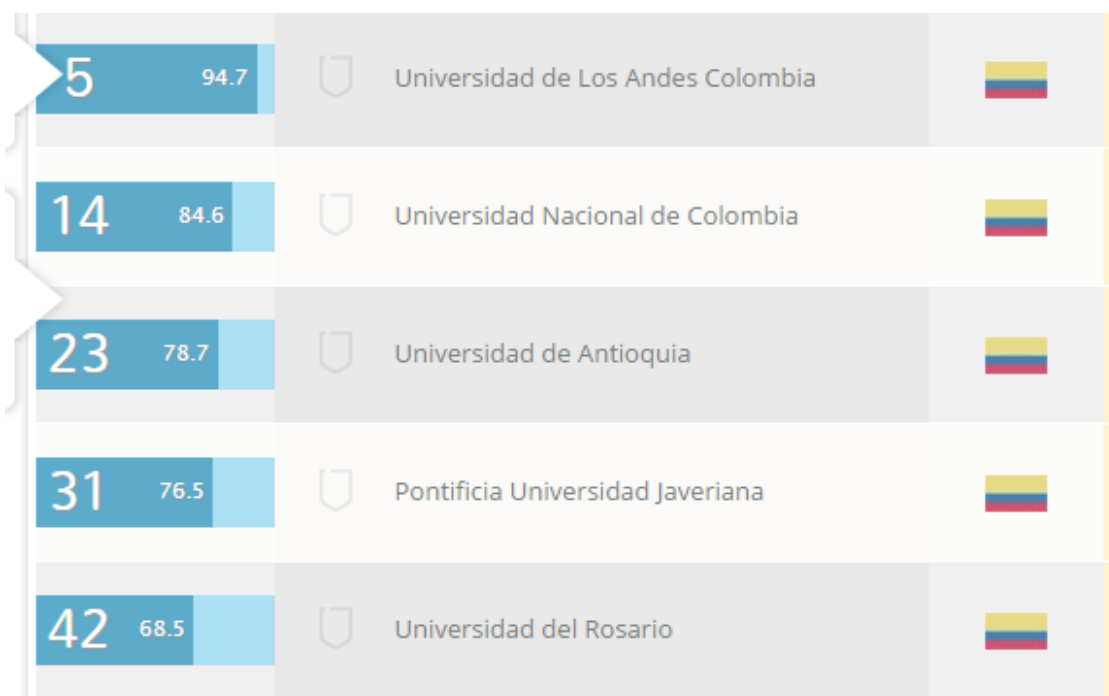 5 94.7 Universidad de Los Andes Colombia
14 84.6 Universidad Nacional de Colombia
23 78.7 Universidad de Antioquia
31 76.5 Pontificia Universidad Javeriana
42 68.5 Universidad del Rosario